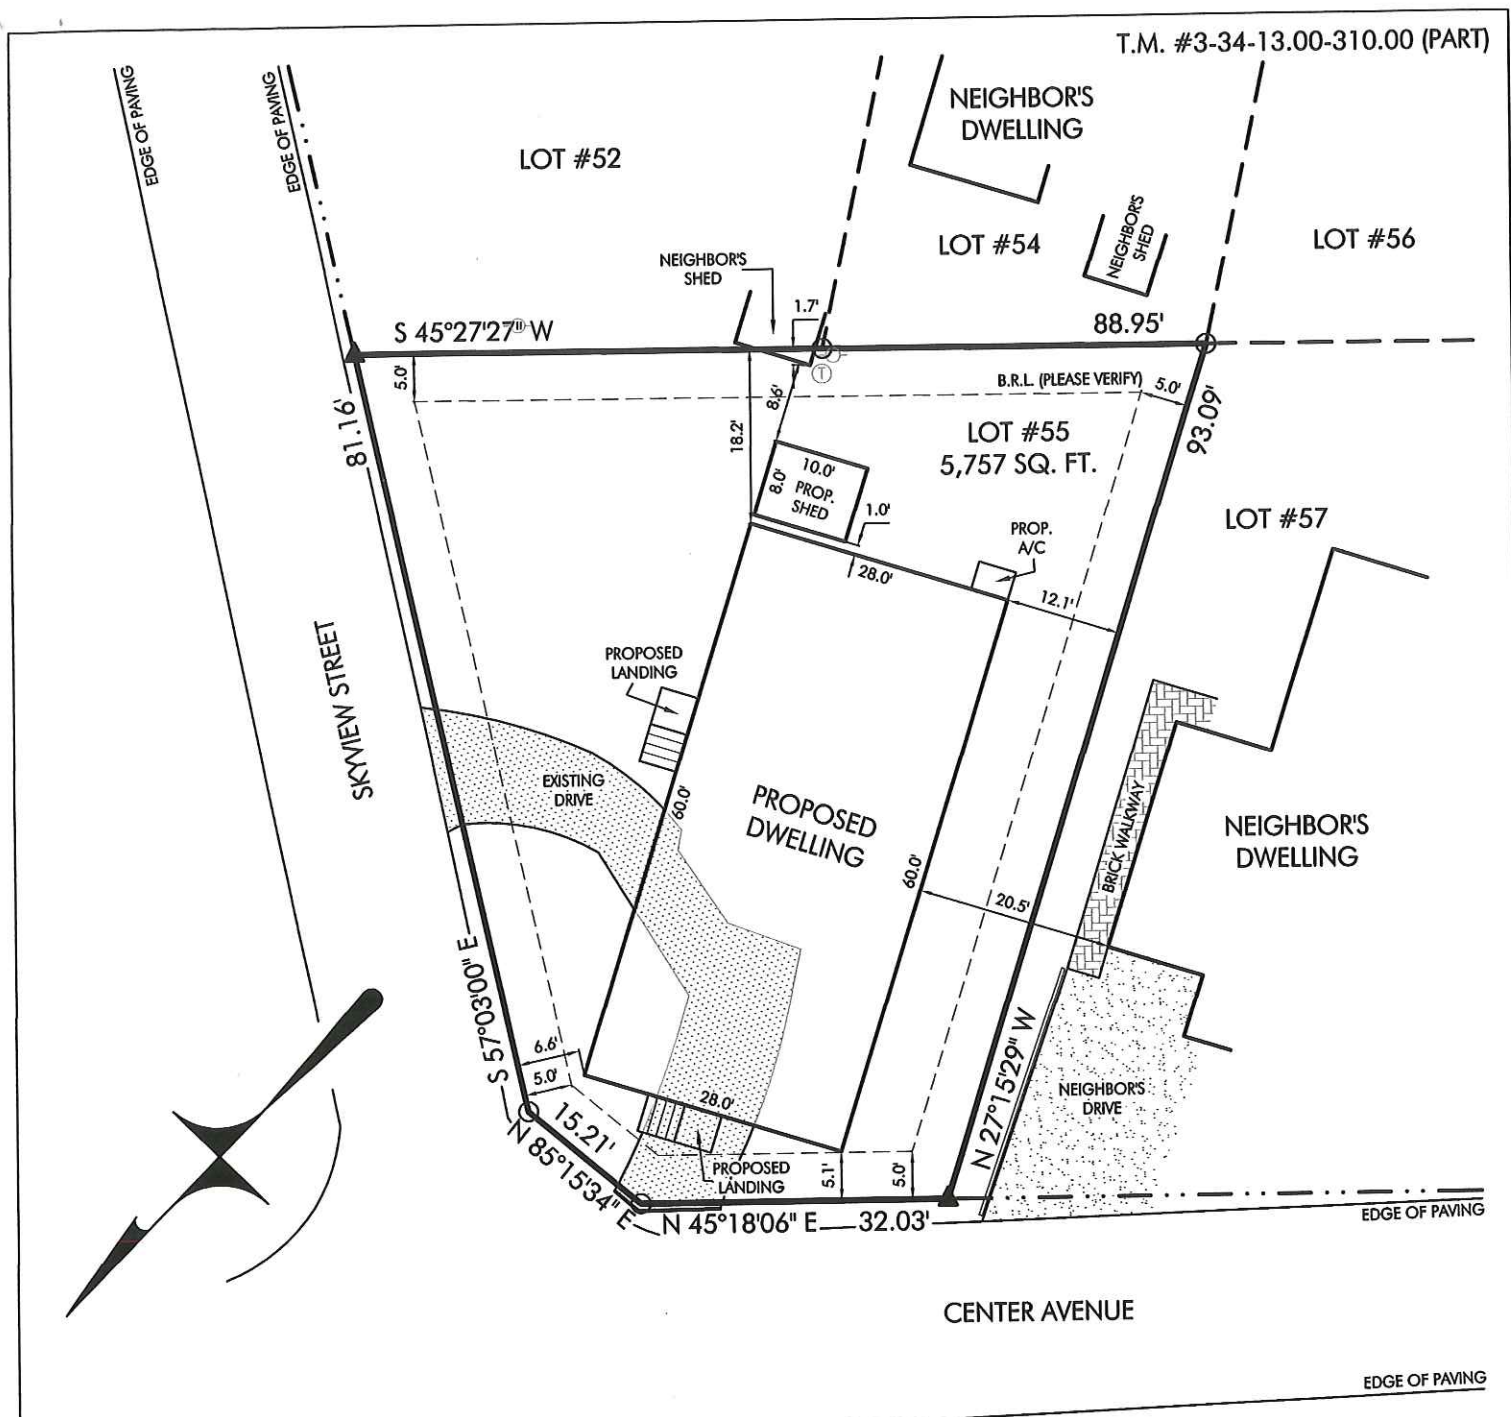 T.M. #3-34-13.00-310.00 (PART)
EDGE OF PAVING
EDGE OF PAVING
LOT #52
NEIGHBOR'S
DWELLING
NEIGHBOR'S
SHED
LOT #54
LOT #56
NEIGHBOR'S
SHED
1.7'
S 45°27'27" W
88.95'
T
5.0'
B.R.L. (PLEASE VERIFY)
5.0'
81.16'
8.6'
18.2'
93.09'
LOT #55
5,757 SQ. FT.
10.0'
8.0'
PROP.
SHED
1.0'
LOT #57
PROP.
A/C
28.0'
12.1'
SKYVIEW STREET
PROPOSED
LANDING
EXISTING
DRIVE
60.0'
PROPOSED
DWELLING
60.0'
BRICK WALKWAY
NEIGHBOR'S
DWELLING
20.5'
S 57°03'00" E
6.6'
5.0'
15.21'
N 85°15'34" E
28.0'
PROPOSED
LANDING
5.1'
5.0'
N 27°15'29" W
NEIGHBOR'S
DRIVE
N 45°18'06" E
32.03'
EDGE OF PAVING
CENTER AVENUE
EDGE OF PAVING